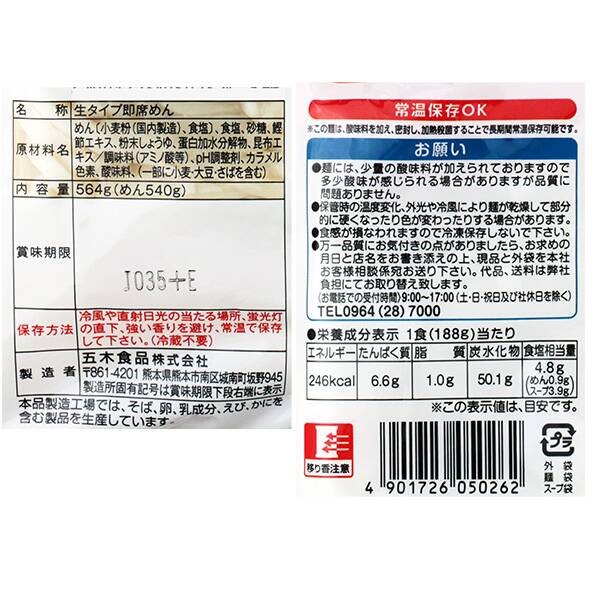 名称 生タイプ即席めん
原材料名 めん(小麦粉(国内製造)、食塩)、食塩、砂糖、鰹
節エキス、粉末しょうゆ、蛋白加水分解物、昆布エ
キス/調味料(アミノ酸等)、pH調整剤、カラメル
色素、酸味料、(一部に小麦・大豆・さばを含む)
内容量 564g(めん540g)
賞味期限
J035+E
保存方法 冷風や直射日光の当たる場所、蛍光灯
の直下、強い香りを避け、常温で保存
して下さい。(冷蔵不要)
製造者 五木食品株式会社
〒861-4201 熊本県熊本市南区城南町坂野945
製造所固有記号は賞味期限下段右端に表示
本品製造工場では、そば、卵、乳成分、えび、かにを
含む製品を生産しています。
常温保存OK
※この麺は、酸味料を加え、密封し、加熱殺菌することで長期間常温保存可能です。
お願い
●麺には、少量の酸味料が加えられておりますので
多少酸味が感じられる場合がありますが品質に
問題ありません。
●保管時の温度変化、外光や冷風により麺が乾燥して部分
的に硬くなったり色が変わったりする場合があります。
●食感が損なわれますので冷凍保存しないで下さい。
●万一品質にお気付きの点がありましたら、お求めの
月日と店名をお書き添えの上、現品と外袋を本社
お客様相談係宛お送り下さい。代品、送料は弊社
負担にてお取り替え致します。
(お電話での受付時間)9:00〜17:00(土・日・祝日及び社休日を除く)
TEL0964(28)7000
●栄養成分表示 1食(188g)当たり
エネルギー たんぱく質 脂質 炭水化物 食塩相当量
246kcal 6.6g 1.0g 50.1g 4.8g
(めん0.9g)
(スープ3.9g)
※この表示値は、目安です。
移り香注意
4 901726 050262
プラ
外袋
麺袋
スープ袋